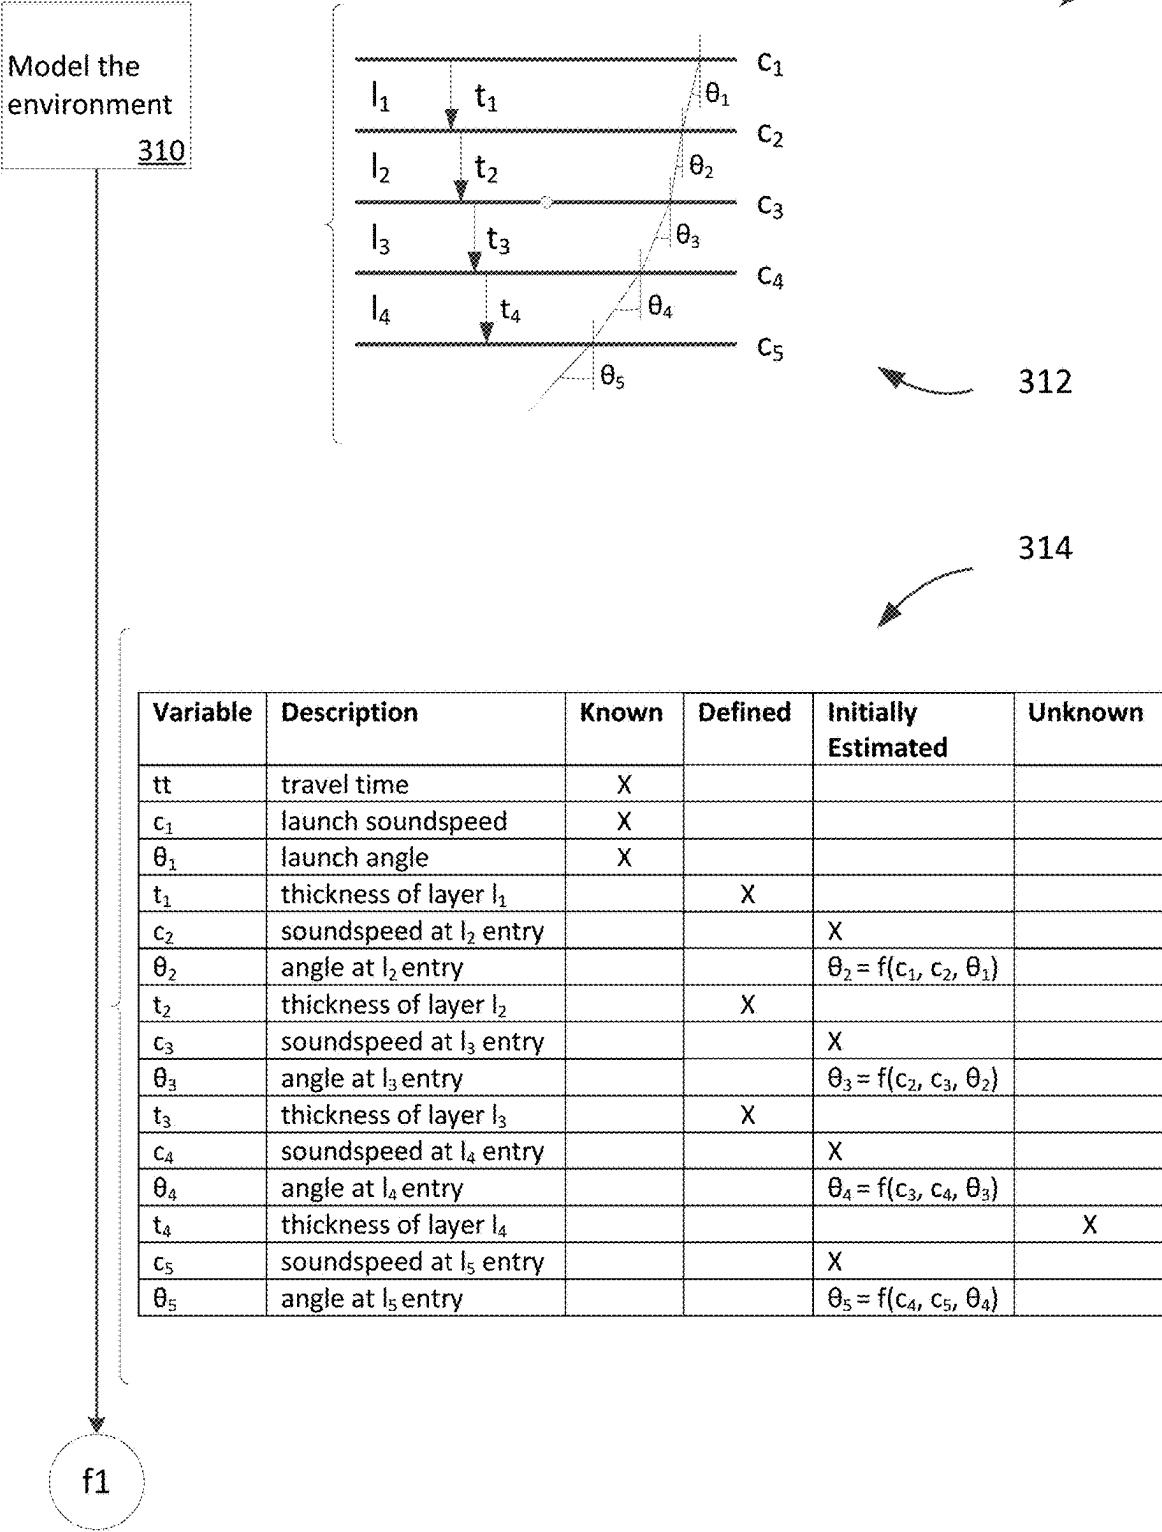 Model the
environment
310
c₁
l₁ t₁ θ₁
c₂
l₂ t₂ θ₂
c₃
l₃ t₃ θ₃
c₄
l₄ t₄ θ₄
c₅
θ₅
312
314
Variable Description Known Defined Initially Estimated Unknown
tt travel time X
c₁ launch soundspeed X
θ₁ launch angle X
t₁ thickness of layer l₁ X
c₂ soundspeed at l₂ entry X
θ₂ angle at l₂ entry θ₂ = f(c₁, c₂, θ₁)
t₂ thickness of layer l₂ X
c₃ soundspeed at l₃ entry X
θ₃ angle at l₃ entry θ₃ = f(c₂, c₃, θ₂)
t₃ thickness of layer l₃ X
c₄ soundspeed at l₄ entry X
θ₄ angle at l₄ entry θ₄ = f(c₃, c₄, θ₃)
t₄ thickness of layer l₄ X
c₅ soundspeed at l₅ entry X
θ₅ angle at l₅ entry θ₅ = f(c₄, c₅, θ₄)
f1